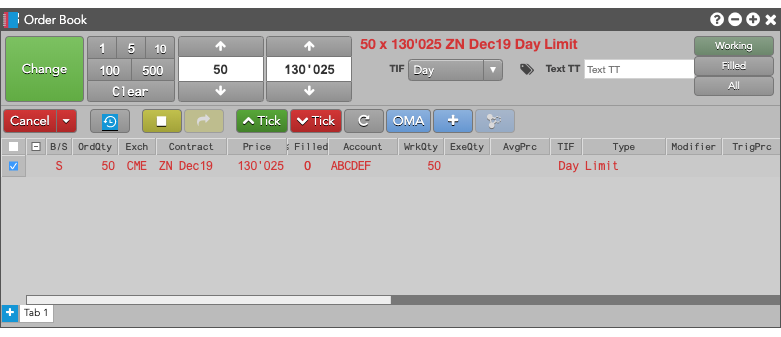 Order Book
50 x 130'025 ZN Dec19 Day Limit
Change
1 5 10
100 500
Clear
50
130'025
TIF Day
Text TT Text TT
Working
Filled
All
Cancel
Tick
Tick
OMA
B/S OrdQty Exch Contract Price Filled Account WrkQty ExeQty AvgPrc TIF Type Modifier TrigPrc
S 50 CME ZN Dec19 130'025 0 ABCDEF 50 Day Limit
Tab 1